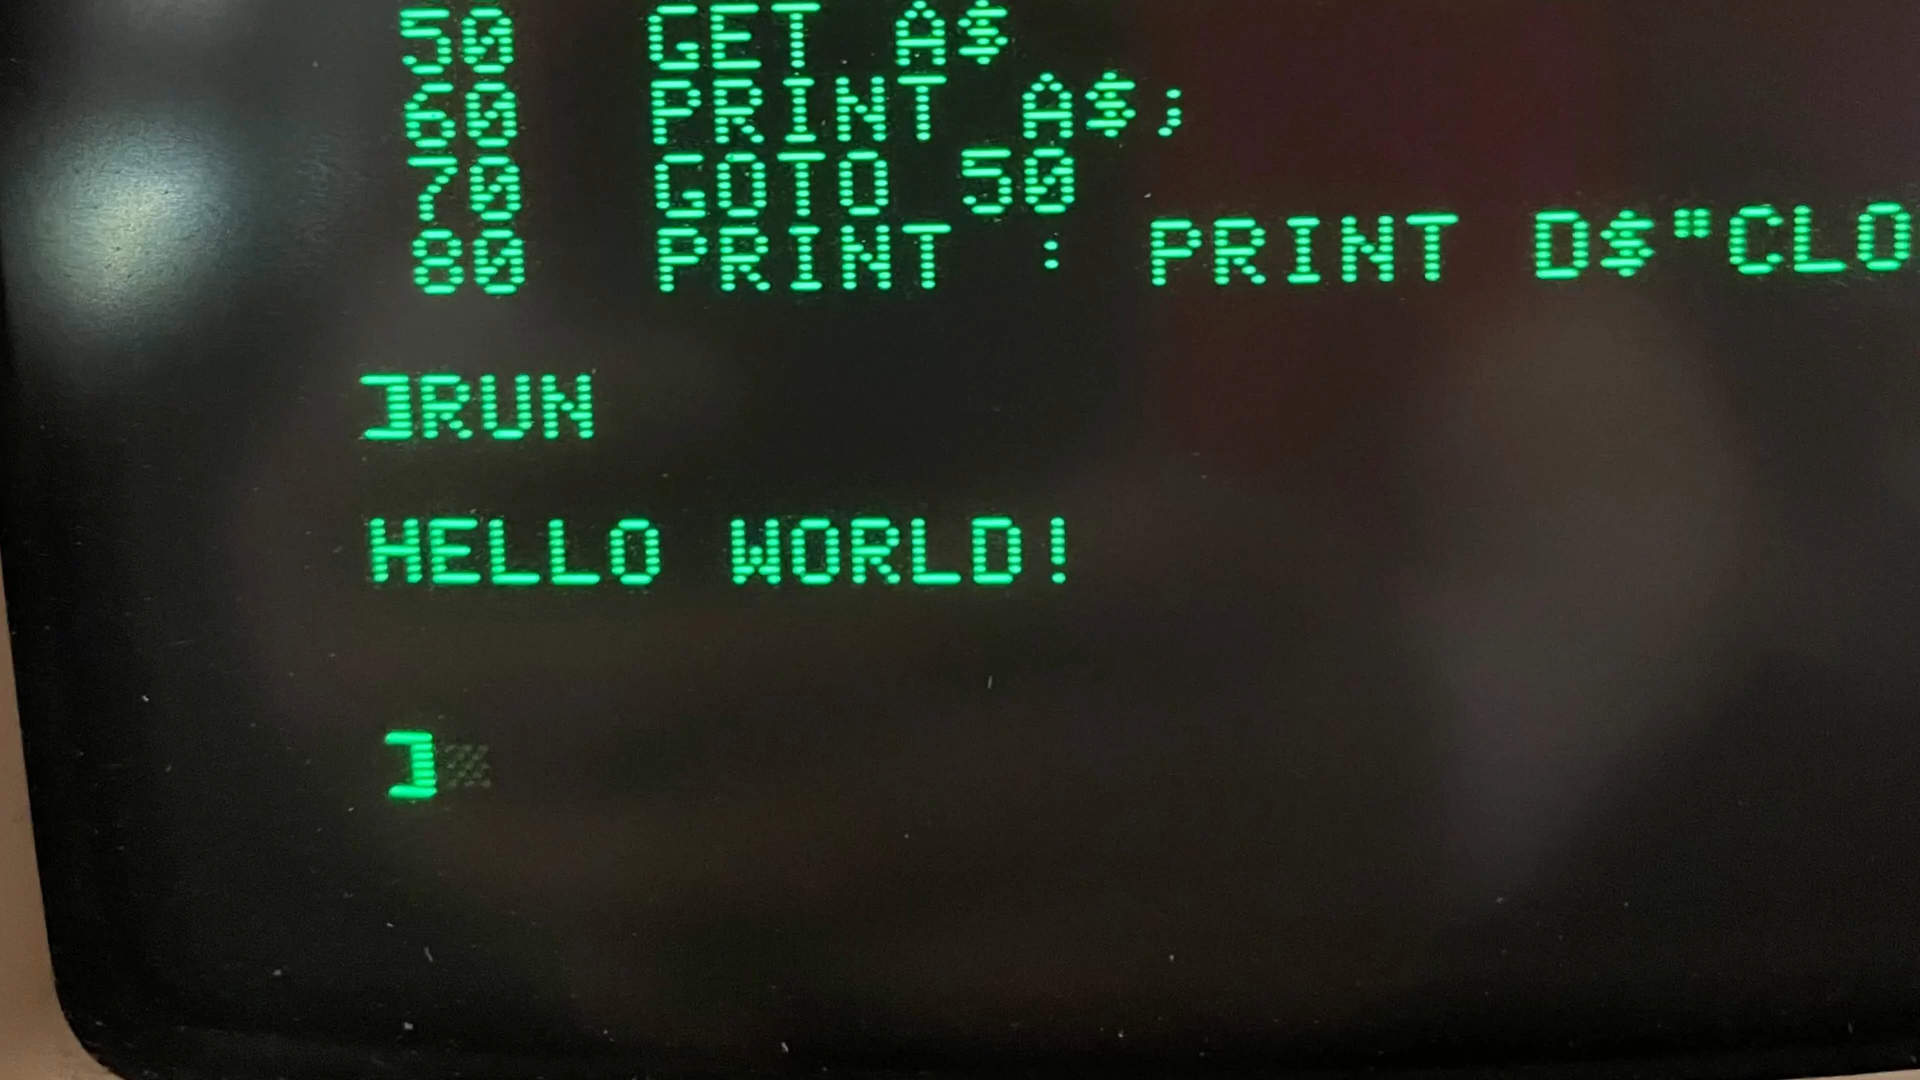 50 GET A$
60 PRINT A$;
70 GOTO 50
80 PRINT : PRINT D$"CLO
]RUN
HELLO WORLD!
]